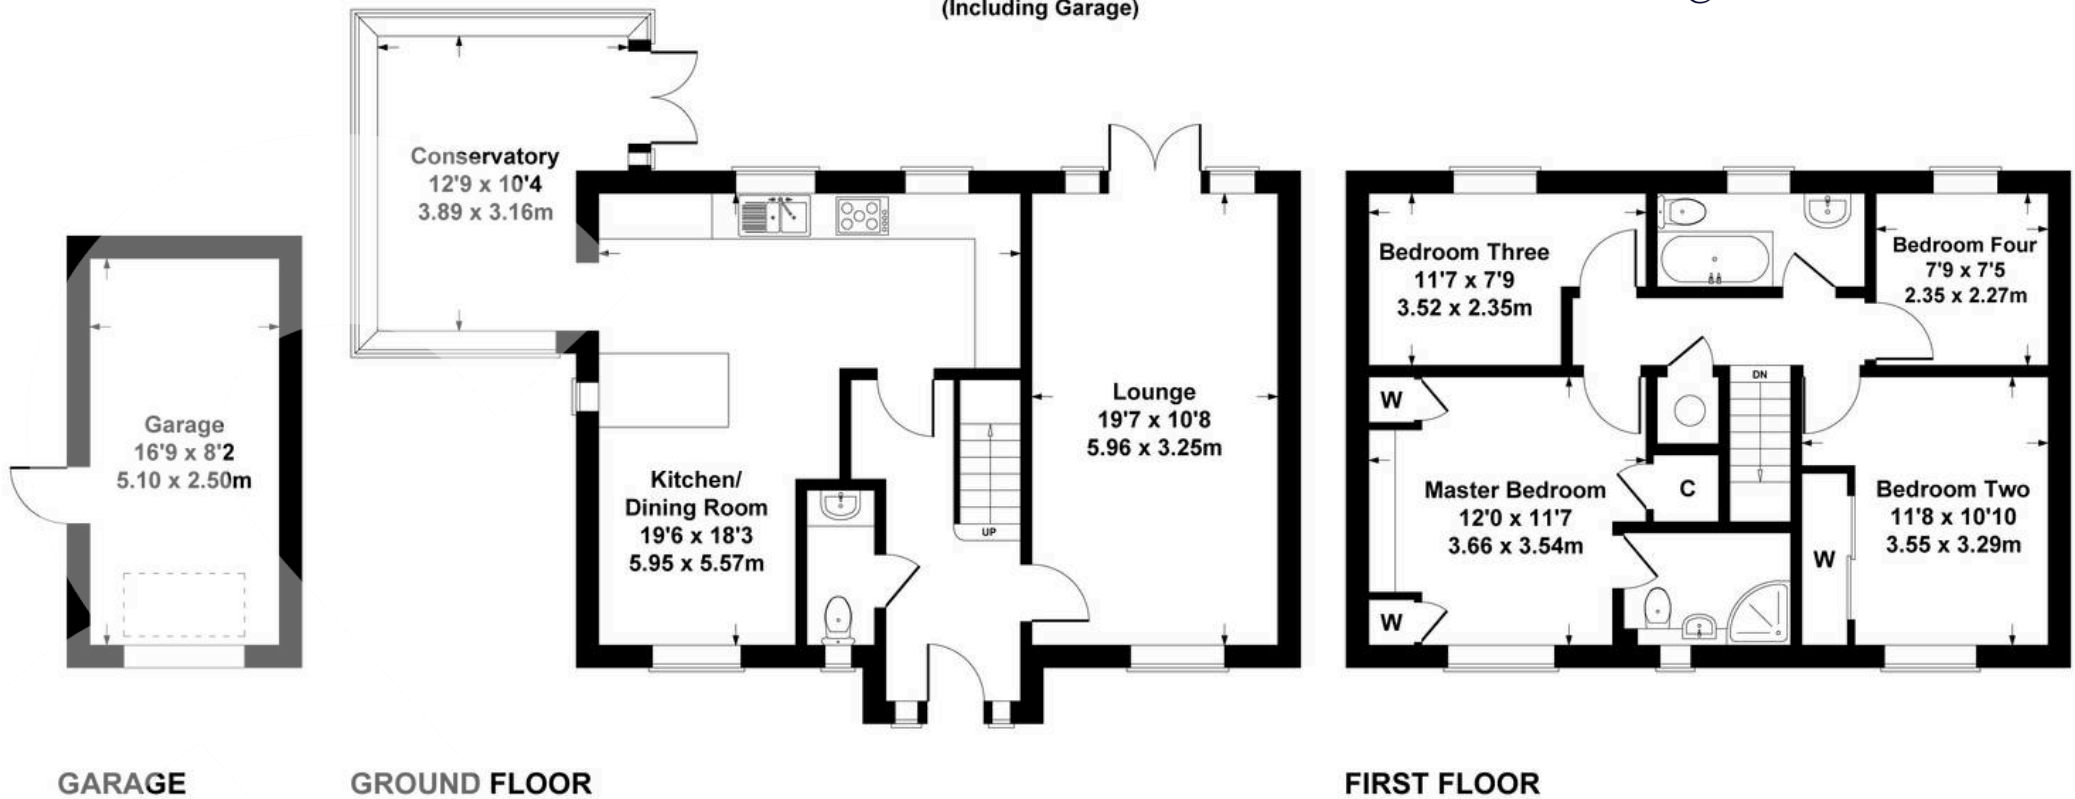 (Including Garage)
Conservatory
12'9 x 10'4
3.89 x 3.16m
Garage
16'9 x 8'2
5.10 x 2.50m
Kitchen/
Dining Room
19'6 x 18'3
5.95 x 5.57m
UP
Lounge
19'7 x 10'8
5.96 x 3.25m
Bedroom Three
11'7 x 7'9
3.52 x 2.35m
Bedroom Four
7'9 x 7'5
2.35 x 2.27m
W
DN
Master Bedroom
12'0 x 11'7
3.66 x 3.54m
C
Bedroom Two
11'8 x 10'10
3.55 x 3.29m
W
W
GARAGE
GROUND FLOOR
FIRST FLOOR